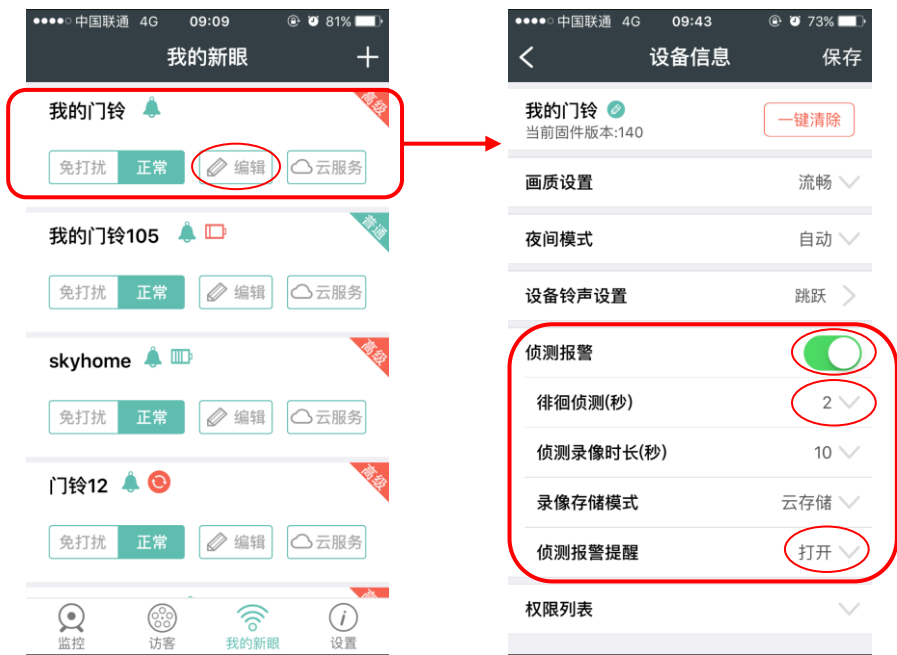 中国联通 4G 09:09 81%
我的新眼
我的门铃 高级
免打扰 正常 编辑 云服务
我的门铃105 普通
免打扰 正常 编辑 云服务
skyhome 高级
免打扰 正常 编辑 云服务
门铃12 高级
免打扰 正常 编辑 云服务
监控 访客 我的新眼 设置
中国联通 4G 09:43 73%
设备信息 保存
我的门铃
当前固件版本:140 一键清除
画质设置 流畅
夜间模式 自动
设备铃声设置 跳跃
侦测报警
徘徊侦测(秒) 2
侦测录像时长(秒) 10
录像存储模式 云存储
侦测报警提醒 打开
权限列表